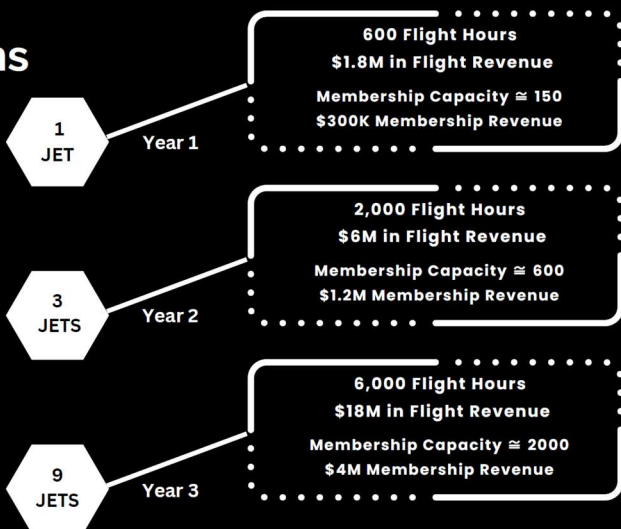 1
JET
Year 1
600 Flight Hours
$1.8M in Flight Revenue
Membership Capacity ≅ 150
$300K Membership Revenue
3
JETS
Year 2
2,000 Flight Hours
$6M in Flight Revenue
Membership Capacity ≅ 600
$1.2M Membership Revenue
9
JETS
Year 3
6,000 Flight Hours
$18M in Flight Revenue
Membership Capacity ≅ 2000
$4M Membership Revenue